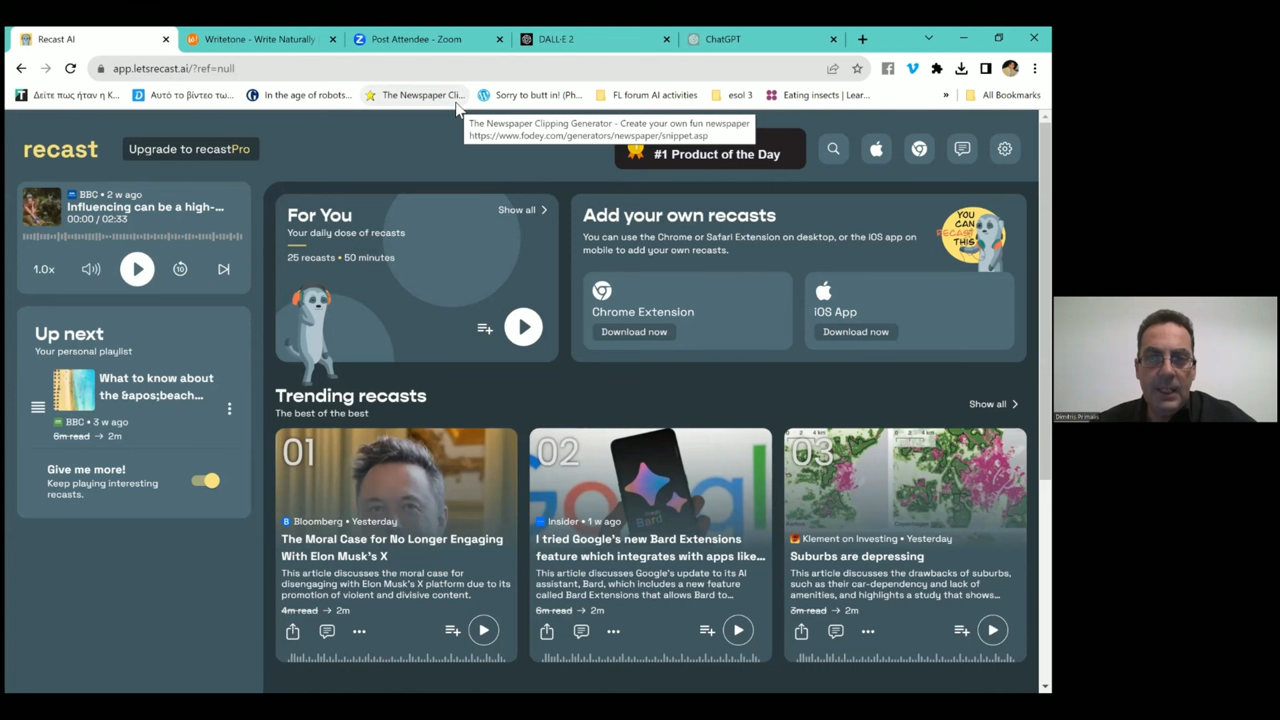 Recast AI
Writetone - Write Naturally
Post Attendee - Zoom
DALL·E 2
ChatGPT
app.letsrecast.ai/?ref=null
Δείτε πως ήταν η Κ...
Αυτό το βίντεο τω...
In the age of robots...
The Newspaper Cli...
Sorry to butt in! (Ph...
FL forum AI activities
esol 3
Eating insects | Lear...
»
All Bookmarks
The Newspaper Clipping Generator - Create your own fun newspaper
https://www.fodey.com/generators/newspaper/snippet.asp
recast
Upgrade to recastPro
#1 Product of the Day
BBC • 2 w ago
Influencing can be a high-...
00:00 / 02:33
1.0x
10
Up next
Your personal playlist
What to know about
the &apos;beach...
BBC • 3 w ago
6m read → 2m
Give me more!
Keep playing interesting
recasts.
For You
Show all
Your daily dose of recasts
25 recasts • 50 minutes
Add your own recasts
You can use the Chrome or Safari Extension on desktop, or the iOS app on
mobile to add your own recasts.
YOU
CAN
RECAST
THIS
Chrome Extension
Download now
iOS App
Download now
Trending recasts
The best of the best
Show all
01
Bloomberg • Yesterday
The Moral Case for No Longer Engaging
With Elon Musk's X
This article discusses the moral case for
disengaging with Elon Musk's X platform due to its
promotion of violent and divisive content.
4m read → 2m
02
Google
Bard
Insider • 1 w ago
I tried Google's new Bard Extensions
feature which integrates with apps like...
This article discusses Google's update to its AI
assistant, Bard, which includes a new feature
called Bard Extensions that allows Bard to...
6m read → 2m
03
Klement on Investing • Yesterday
Suburbs are depressing
This article discusses the drawbacks of suburbs,
such as their car-dependency and lack of
amenities, and highlights a study that shows...
3m read → 2m
Dimitris Primalis